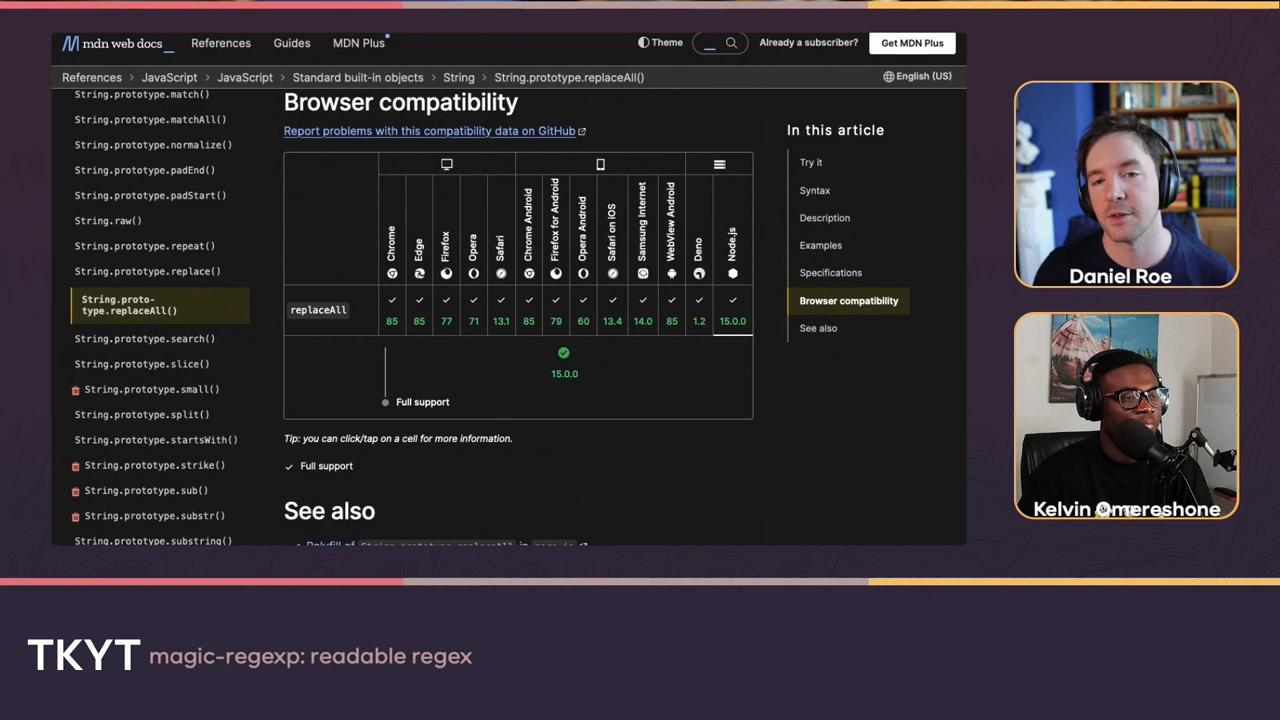 mdn web docs_
References
Guides
MDN Plus
Theme
Already a subscriber?
Get MDN Plus
References
JavaScript
JavaScript
Standard built-in objects
String
String.prototype.replaceAll()
English (US)
String.prototype.match()
String.prototype.matchAll()
String.prototype.normalize()
String.prototype.padEnd()
String.prototype.padStart()
String.raw()
String.prototype.repeat()
String.prototype.replace()
String.proto-
type.replaceAll()
String.prototype.search()
String.prototype.slice()
String.prototype.small()
String.prototype.split()
String.prototype.startsWith()
String.prototype.strike()
String.prototype.sub()
String.prototype.substr()
String.prototype.substring()
Browser compatibility
Report problems with this compatibility data on GitHub
Chrome
Edge
Firefox
Opera
Safari
Chrome Android
Firefox for Android
Opera Android
Safari on iOS
Samsung Internet
WebView Android
Deno
Node.js
replaceAll
85
85
77
71
13.1
85
79
60
13.4
14.0
85
1.2
15.0.0
15.0.0
Full support
Tip: you can click/tap on a cell for more information.
Full support
See also
Polyfill of String.prototype.replaceAll in core-js
In this article
Try it
Syntax
Description
Examples
Specifications
Browser compatibility
See also
Daniel Roe
Kelvin Omereshone
TKYT magic-regexp: readable regex